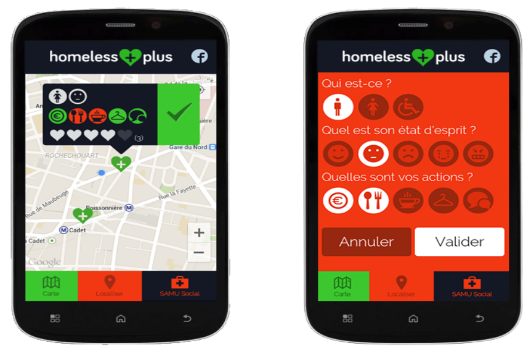 homeless plus
ROCHECHOUART
(3)
Gare du Nord
Rue de Maubeuge
Poissonnière
Rue la Fayette
Cadet
Cadet
Google
Carte
Localiser
SAMU Social
homeless plus
Qui est-ce ?
Quel est son état d'esprit ?
Quelles sont vos actions ?
Annuler
Valider
Carte
Localiser
SAMU Social